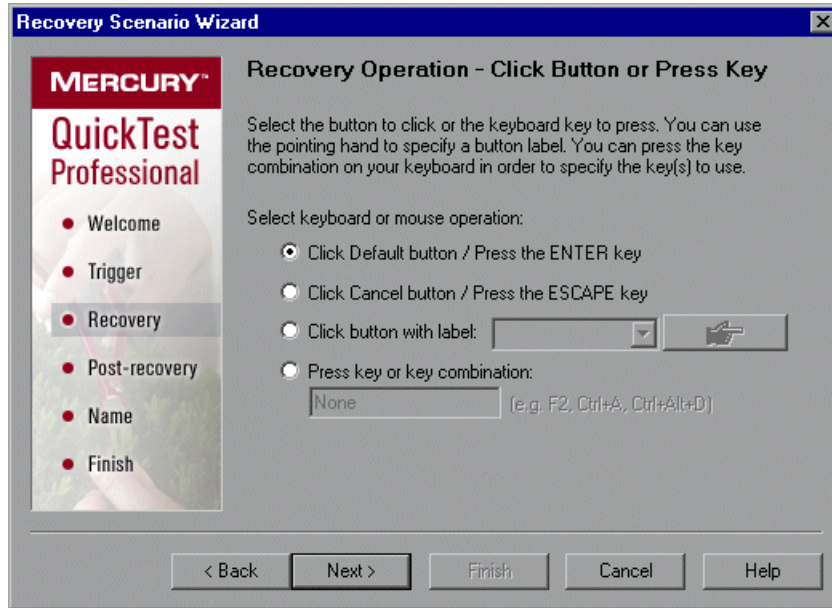 Recovery Scenario Wizard
MERCURY™
QuickTest
Professional
Welcome
Trigger
Recovery
Post-recovery
Name
Finish
Recovery Operation - Click Button or Press Key
Select the button to click or the keyboard key to press. You can use
the pointing hand to specify a button label. You can press the key
combination on your keyboard in order to specify the key(s) to use.
Select keyboard or mouse operation:
Click Default button / Press the ENTER key
Click Cancel button / Press the ESCAPE key
Click button with label:
Press key or key combination:
None (e.g. F2, Ctrl+A, Ctrl+Alt+D)
< Back Next > Finish Cancel Help